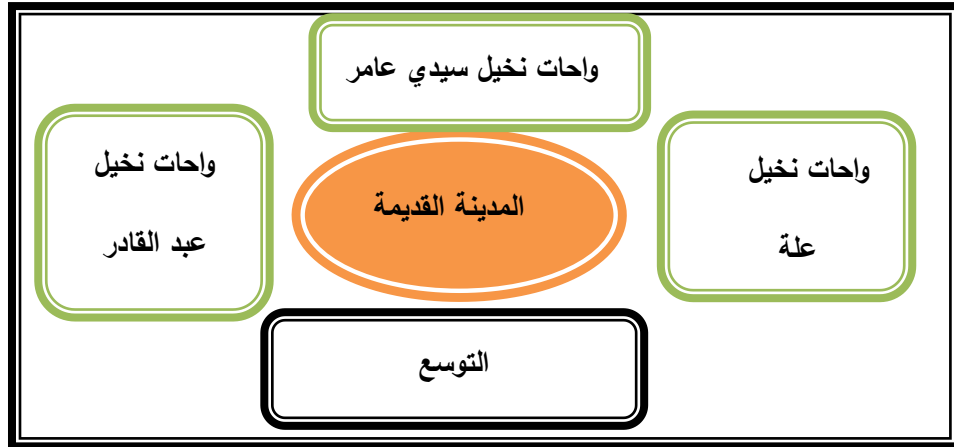 واحات نخيل سيدي عامر
واحات نخيل
علة
المدينة القديمة
واحات نخيل
عبد القادر
التوسع